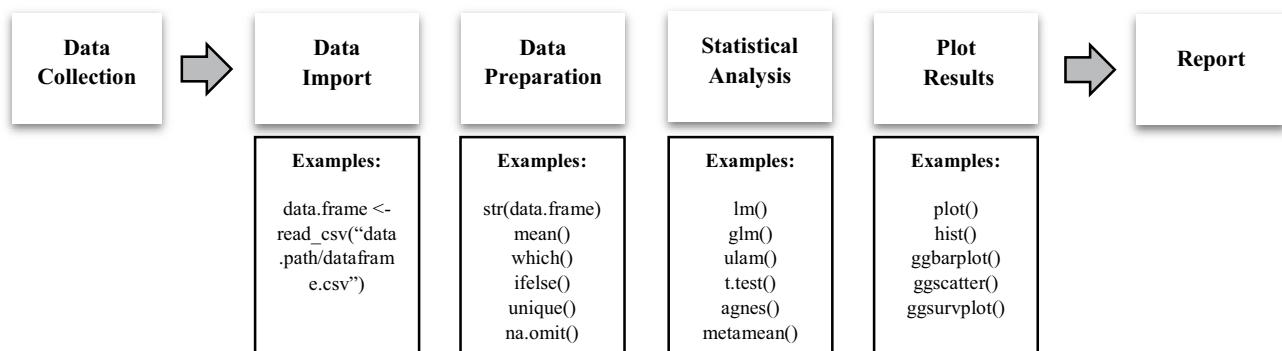 Data
Collection
Data
Import
Data
Preparation
Statistical
Analysis
Plot
Results
Report
Examples:
data.frame <-
read_csv(“data
.path/datafram
e.csv”)
Examples:
str(data.frame)
mean()
which()
ifelse()
unique()
na.omit()
Examples:
lm()
glm()
ulam()
t.test()
agnes()
metamean()
Examples:
plot()
hist()
ggbarplot()
ggscatter()
ggsurvplot()